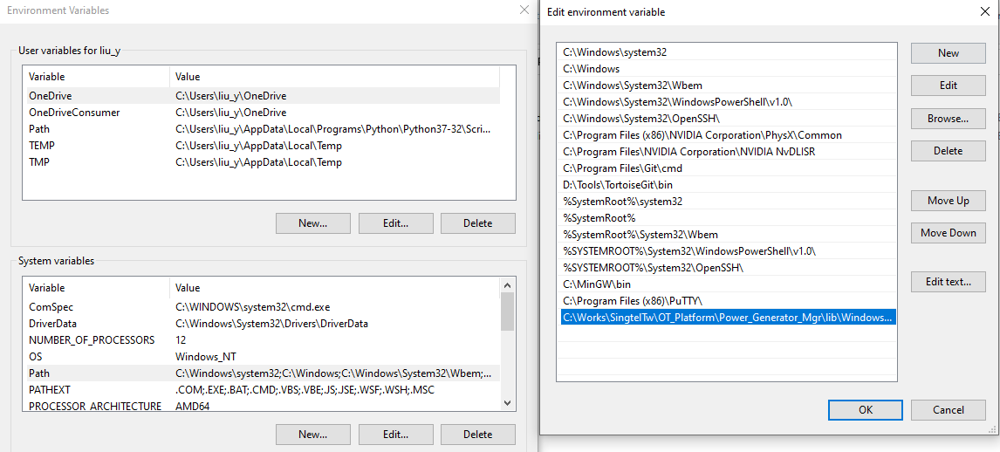 Environment Variables
User variables for liu_y
Variable Value
OneDrive C:\Users\liu_y\OneDrive
OneDriveConsumer C:\Users\liu_y\OneDrive
Path C:\Users\liu_y\AppData\Local\Programs\Python\Python37-32\Scri...
TEMP C:\Users\liu_y\AppData\Local\Temp
TMP C:\Users\liu_y\AppData\Local\Temp
New... Edit... Delete
System variables
Variable Value
ComSpec C:\WINDOWS\system32\cmd.exe
DriverData C:\Windows\System32\Drivers\DriverData
NUMBER_OF_PROCESSORS 12
OS Windows_NT
Path C:\Windows\system32;C:\Windows;C:\Windows\System32\Wbem;...
PATHEXT .COM;.EXE;.BAT;.CMD;.VBS;.VBE;.JS;.JSE;.WSF;.WSH;.MSC
PROCESSOR_ARCHITECTURE AMD64
New... Edit... Delete
Edit environment variable
C:\Windows\system32
C:\Windows
C:\Windows\System32\Wbem
C:\Windows\System32\WindowsPowerShell\v1.0\
C:\Windows\System32\OpenSSH\
C:\Program Files (x86)\NVIDIA Corporation\PhysX\Common
C:\Program Files\NVIDIA Corporation\NVIDIA NvDLISR
C:\Program Files\Git\cmd
D:\Tools\TortoiseGit\bin
%SystemRoot%\system32
%SystemRoot%
%SystemRoot%\System32\Wbem
%SYSTEMROOT%\System32\WindowsPowerShell\v1.0\
%SYSTEMROOT%\System32\OpenSSH\
C:\MinGW\bin
C:\Program Files (x86)\PuTTY\
C:\Works\SingtelTw\OT_Platform\Power_Generator_Mgr\lib\Windows...
New
Edit
Browse...
Delete
Move Up
Move Down
Edit text...
OK Cancel